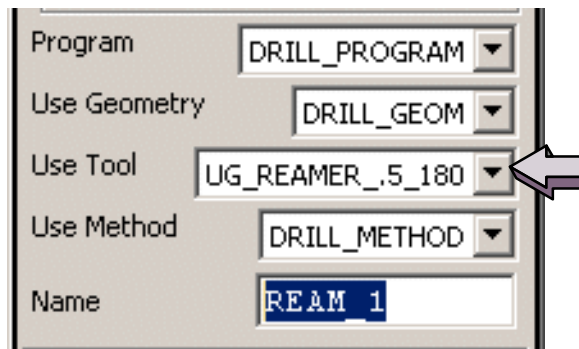 Program DRILL_PROGRAM
Use Geometry DRILL_GEOM
Use Tool UG_REAMER_.5_180
Use Method DRILL_METHOD
Name REAM_1